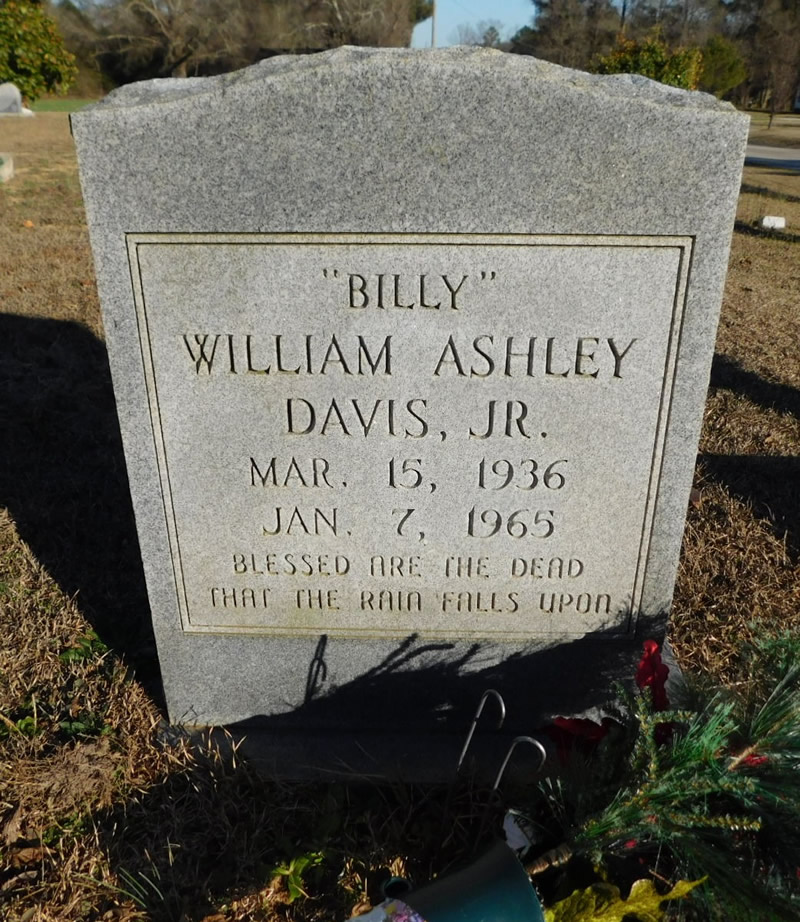 "BILLY"
WILLIAM ASHLEY
DAVIS, JR.
MAR. 15, 1936
JAN. 7, 1965
BLESSED ARE THE DEAD
THAT THE RAIN FALLS UPON